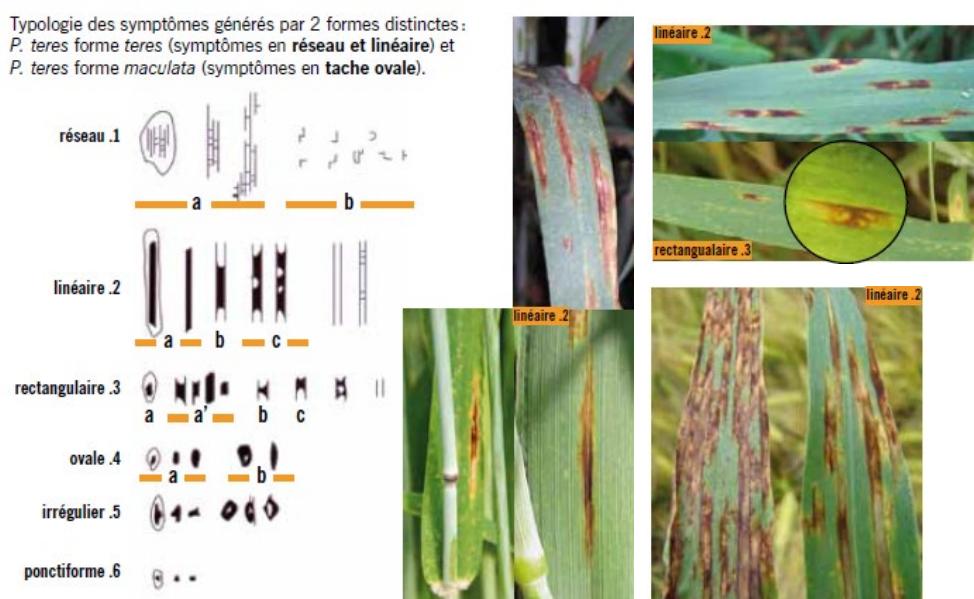 Typologie des symptômes générés par 2 formes distinctes :
P. teres forme teres (symptômes en réseau et linéaire) et
P. teres forme maculata (symptômes en tache ovale).
réseau .1
a
b
linéaire .2
a
b
c
rectangulaire .3
a
a'
b
c
ovale .4
a
b
irrégulier .5
ponctiforme .6
linéaire .2
linéaire .2
rectangualaire .3
linéaire .2